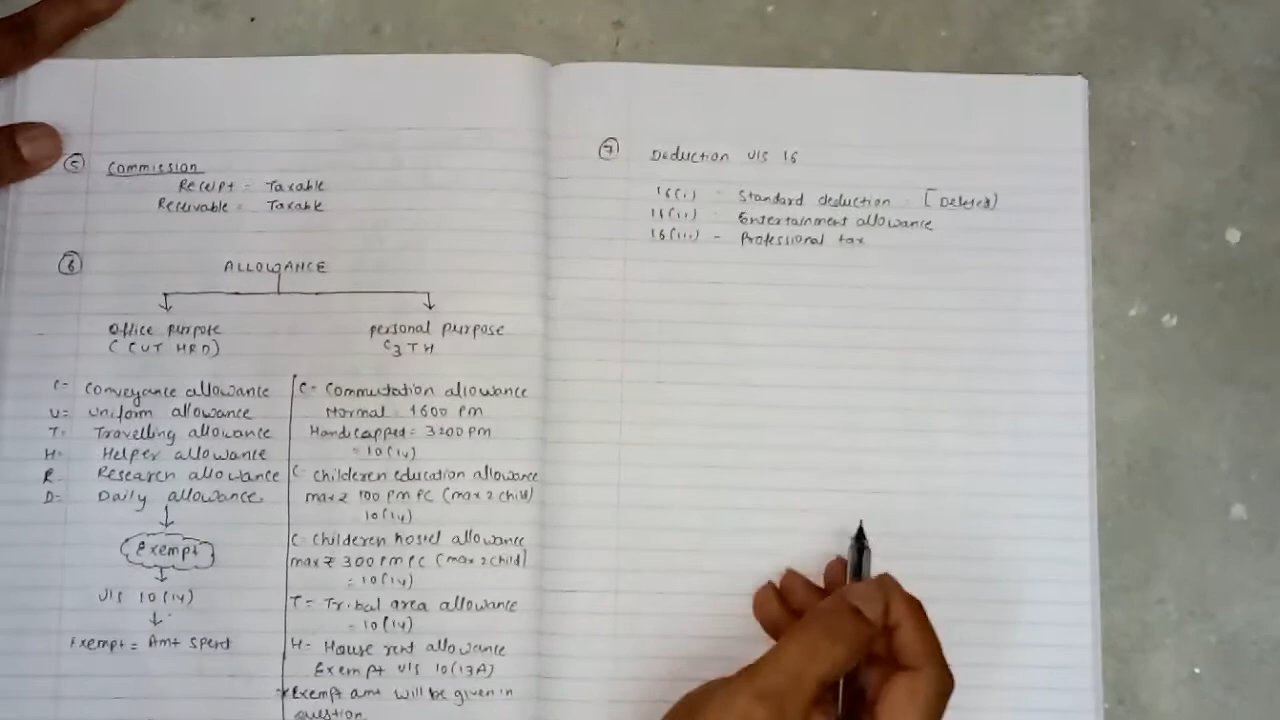 5 Commission
Receipt = Taxable
Receivable = Taxable
6 ALLOWANCE
Office purpose
(CUT HRD)
personal purpose
C3 TH
C= Conveyance allowance
U= Uniform allowance
T= Travelling allowance
H= Helper allowance
R Research allowance
D= Daily allowance
Exempt
U/S 10(14)
Exempt = Amt spent
C- Commutation allowance
Normal = 1600 PM
Handicapped = 3200 PM
= 10(14)
C- childeren education allowance
max ₹ 100 PM PC (max 2 child)
10(14)
C- childeren hostel allowance
max ₹ 300 PM PC (max 2 child)
= 10(14)
T= Tribal area allowance
= 10(14)
H- House rent allowance
Exempt U/S 10(13A)
*Exempt amt will be given in
question
7 Deduction U/S 16
16(i) - Standard deduction - [Deleted)
16(ii) - Entertainment allowance
16(iii) - Professional tax